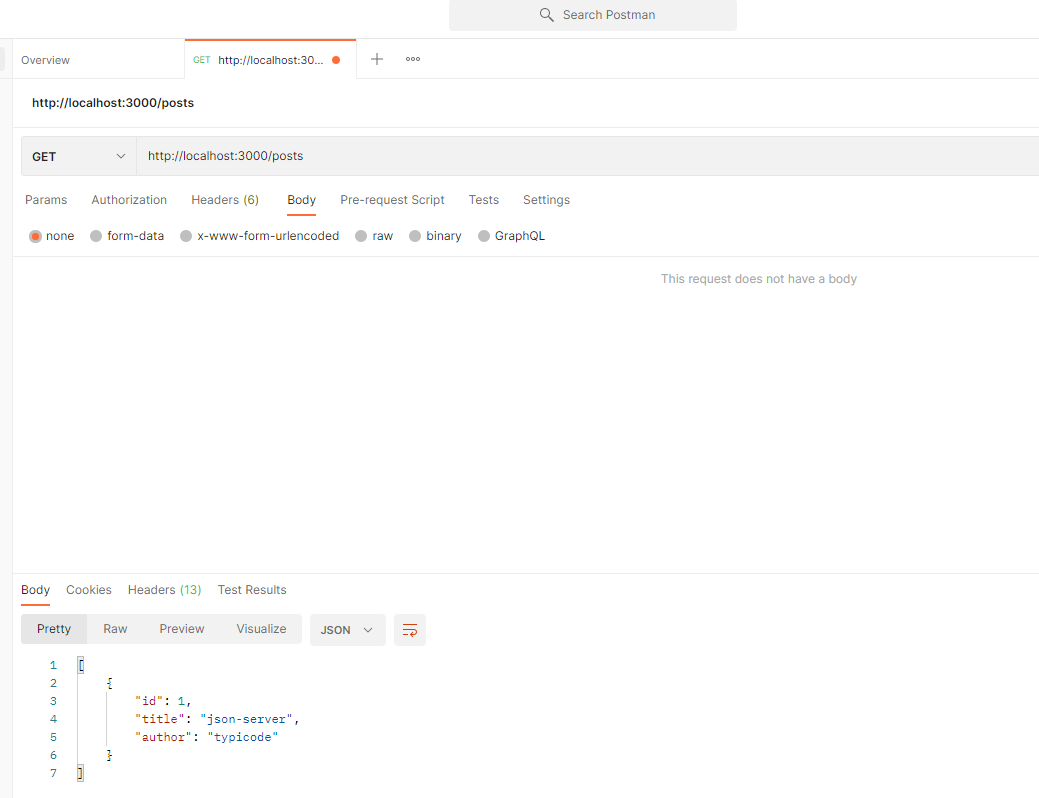 Search Postman
Overview
GET http://localhost:30...
http://localhost:3000/posts
GET http://localhost:3000/posts
Params Authorization Headers (6) Body Pre-request Script Tests Settings
none form-data x-www-form-urlencoded raw binary GraphQL
This request does not have a body
Body Cookies Headers (13) Test Results
Pretty Raw Preview Visualize JSON
1 [
2 {
3 "id": 1,
4 "title": "json-server",
5 "author": "typicode"
6 }
7 ]